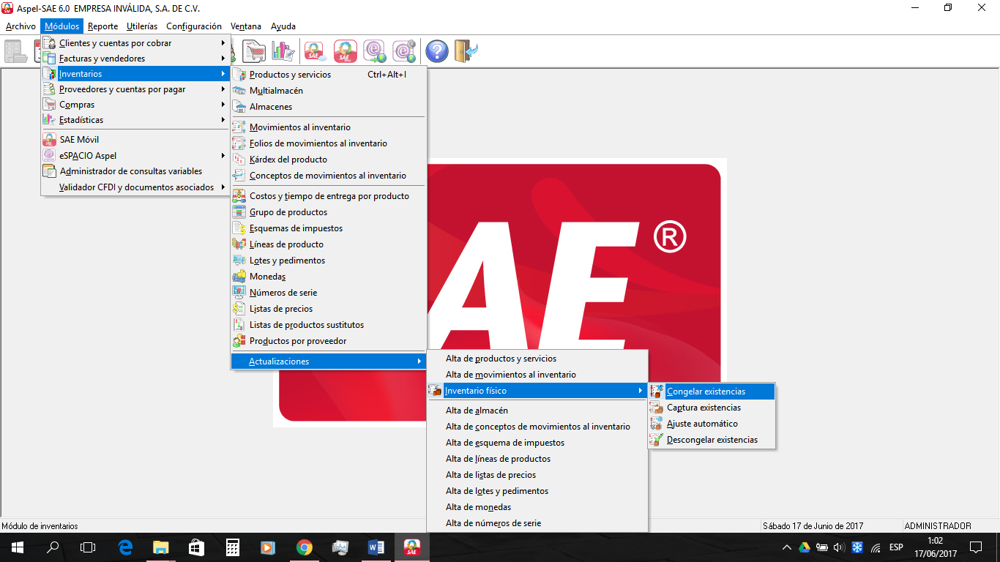 Aspel-SAE 6.0 EMPRESA INVÁLIDA, S.A. DE C.V.
Archivo Módulos Reporte Utilerías Configuración Ventana Ayuda
Clientes y cuentas por cobrar
Facturas y vendedores
Inventarios
Proveedores y cuentas por pagar
Compras
Estadísticas
SAE Móvil
eSPACIO Aspel
Administrador de consultas variables
Validador CFDI y documentos asociados
Productos y servicios Ctrl+Alt+I
Multialmacén
Almacenes
Movimientos al inventario
Folios de movimientos al inventario
Kárdex del producto
Conceptos de movimientos al inventario
Costos y tiempo de entrega por producto
Grupo de productos
Esquemas de impuestos
Líneas de producto
Lotes y pedimentos
Monedas
Números de serie
Listas de precios
Listas de productos sustitutos
Productos por proveedor
Actualizaciones
Alta de productos y servicios
Alta de movimientos al inventario
Inventario físico
Alta de almacén
Alta de conceptos de movimientos al inventario
Alta de esquema de impuestos
Alta de líneas de productos
Alta de listas de precios
Alta de lotes y pedimentos
Alta de monedas
Alta de números de serie
Congelar existencias
Captura existencias
Ajuste automático
Descongelar existencias
SAE
SAE
AE®
Módulo de inventarios
Sábado 17 de Junio de 2017
ADMINISTRADOR
SAE
ESP
1:02
17/06/2017